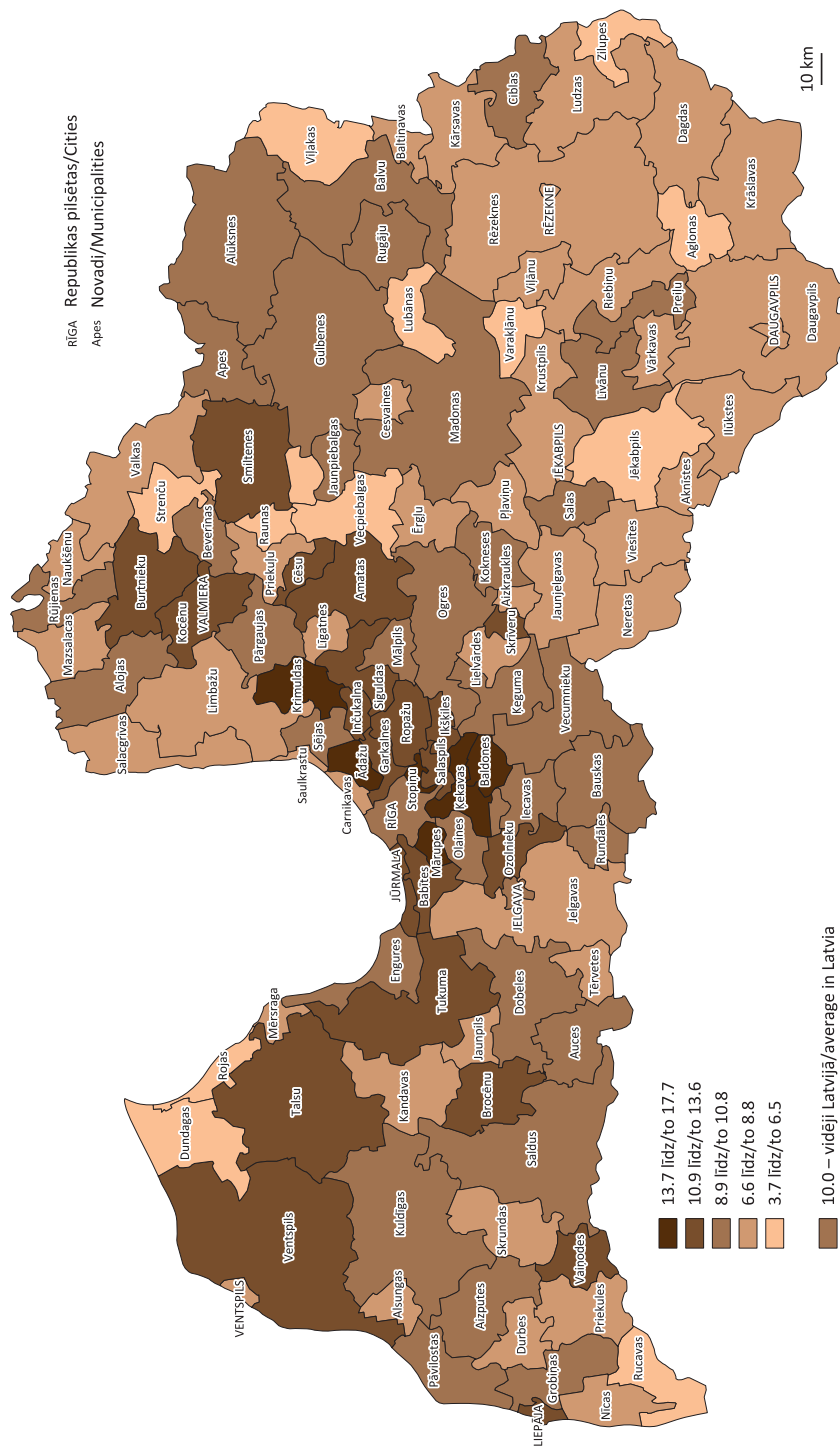 RĪGA Republikas pilsētas/Cities
Apes Novadi/Municipalities
Rūjienas
Naukšēnu
Mazsalacas
Valkas
Strenču
Burtnieku
Alojas
Salacgrīvas
Limbažu
Kocēnu
VALMIERA
Beverīnas
Smiltenes
Apes
Alūksnes
Viļakas
Raunas
Priekuļu
Cēsu
Pārgaujas
Līgatnes
Amatas
Vecpiebalgas
Jaunpiebalgas
Gulbenes
Balvu
Baltinavas
Rugāju
Lubānas
Krimuldas
Sējas
Saulkrastu
Carnikavas
Ādažu
Inčukalna
Siguldas
Mālpils
Garkalnes
Ropažu
RĪGA
Stopiņu
Salaspils
Ikšķiles
Ogres
Ērgļu
Cesvaines
Madonas
Varakļānu
Kārsavas
Ciblas
Ludzas
Zilupes
Rēzeknes
RĒZEKNE
Viļānu
Dundagas
Rojas
Mērsraga
Talsu
VENTSPILS
Ventspils
Engures
JŪRMALA
Babītes
Mārupes
Olaines
Ķekavas
Baldones
Ķeguma
Lielvārdes
Skrīveru
Aizkraukles
Kokneses
Pļaviņu
Krustpils
JĒKABPILS
Salas
Līvānu
Riebiņu
Preiļu
Vārkavas
Aglonas
Dagdas
Krāslavas
Tukuma
Kandavas
Jaunpils
Brocēnu
Dobeles
Auces
Tērvetes
JELGAVA
Jelgavas
Ozolnieku
Iecavas
Rundāles
Bauskas
Vecumnieku
Jaunjelgavas
Neretas
Viesītes
Jēkabpils
Aknīstes
Ilūkstes
DAUGAVPILS
Daugavpils
Kuldīgas
Alsungas
Pāvilostas
Aizputes
Skrundas
Saldus
Durbes
Grobiņas
LIEPĀJA
Nīcas
Priekules
Vaiņodes
Rucavas
13.7 līdz/to 17.7
10.9 līdz/to 13.6
8.9 līdz/to 10.8
6.6 līdz/to 8.8
3.7 līdz/to 6.5
10.0 – vidēji Latvijā/average in Latvia
10 km